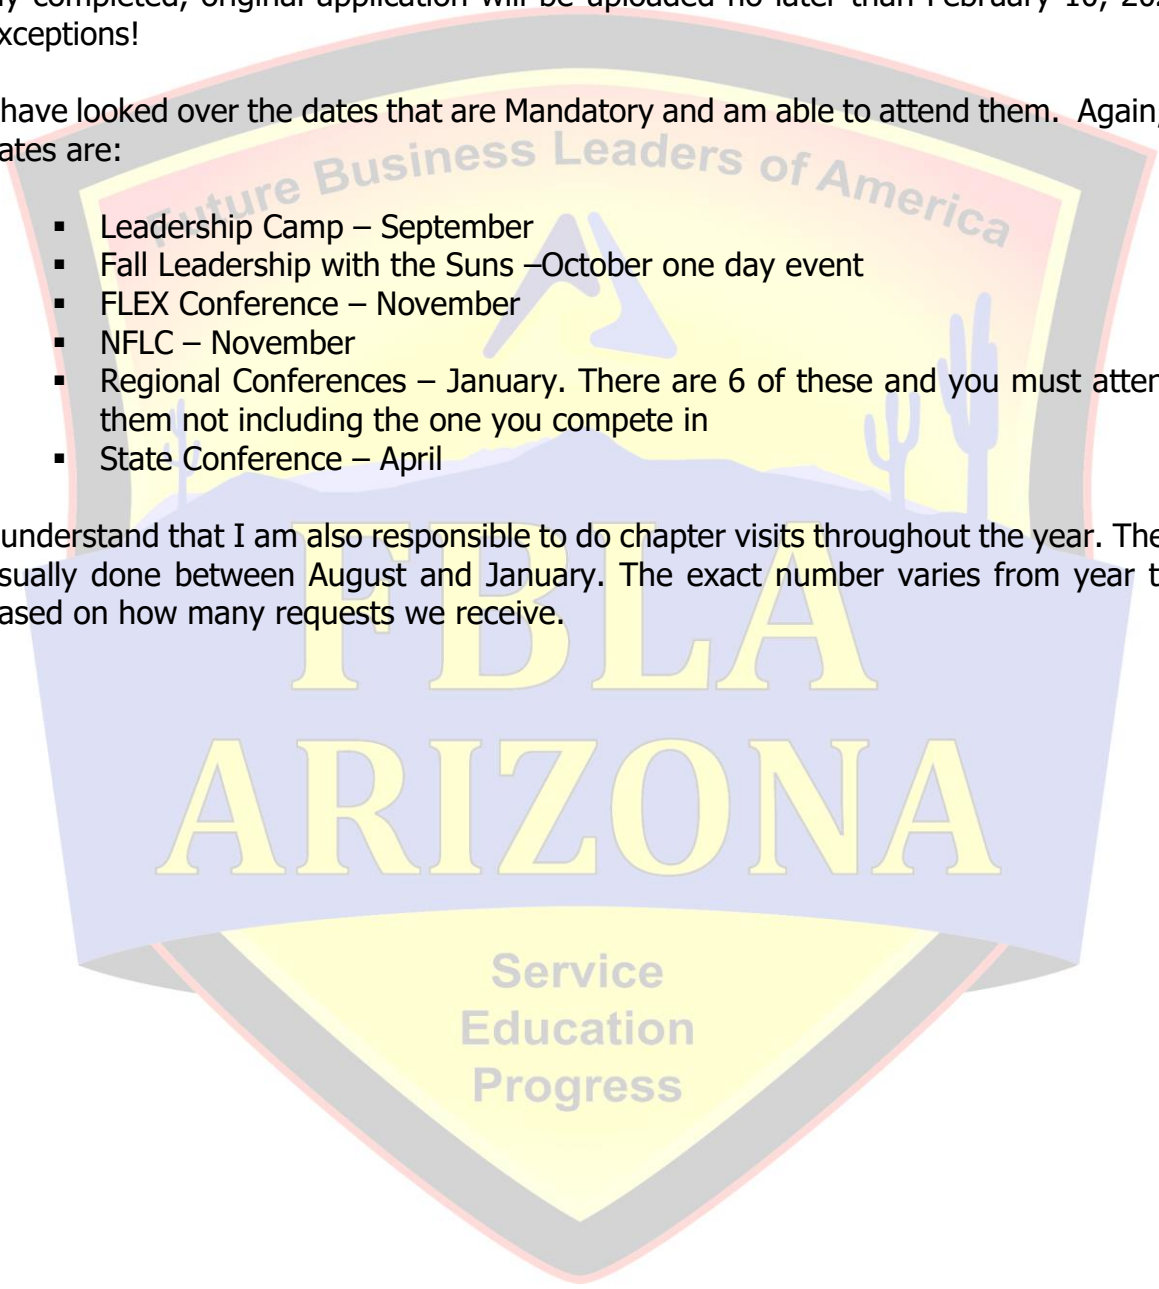 y completed, original application will be uploaded no later than February 10, 20
xceptions!
have looked over the dates that are Mandatory and am able to attend them. Again,
ates are:
Future Business Leaders of America
▪ Leadership Camp – September
▪ Fall Leadership with the Suns –October one day event
▪ FLEX Conference – November
▪ NFLC – November
▪ Regional Conferences – January. There are 6 of these and you must atten
them not including the one you compete in
▪ State Conference – April
understand that I am also responsible to do chapter visits throughout the year. The
sually done between August and January. The exact number varies from year t
ased on how many requests we receive.
FBLA
ARIZONA
Service
Education
Progress